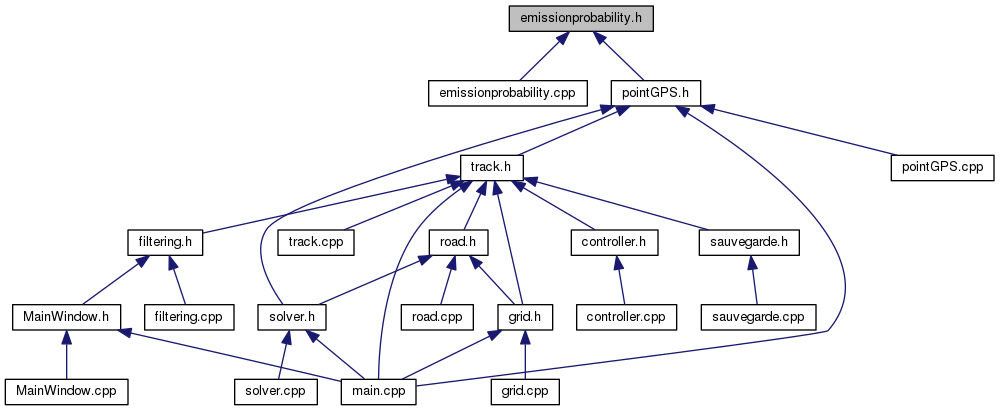 emissionprobability.h
emissionprobability.cpp
pointGPS.h
track.h
pointGPS.cpp
filtering.h
track.cpp
road.h
controller.h
sauvegarde.h
MainWindow.h
filtering.cpp
solver.h
road.cpp
grid.h
controller.cpp
sauvegarde.cpp
MainWindow.cpp
solver.cpp
main.cpp
grid.cpp